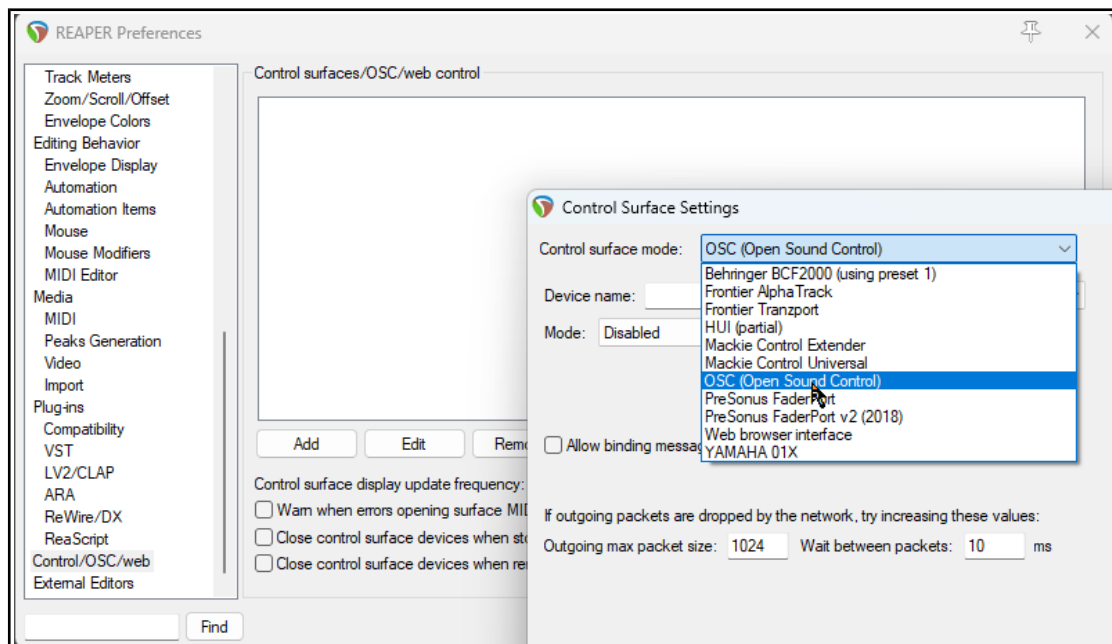 REAPER Preferences
Track Meters
Zoom/Scroll/Offset
Envelope Colors
Editing Behavior
Envelope Display
Automation
Automation Items
Mouse
Mouse Modifiers
MIDI Editor
Media
MIDI
Peaks Generation
Video
Import
Plug-ins
Compatibility
VST
LV2/CLAP
ARA
ReWire/DX
ReaScript
Control/OSC/web
External Editors
Find
Control surfaces/OSC/web control
Add Edit
Control surface display update frequency:
Warn when errors opening surface
Close control surface devices when
Close control surface devices when
Control Surface Settings
Control surface mode: OSC (Open Sound Control)
Behringer BCF2000 (using preset 1)
Frontier AlphaTrack
Frontier Tranzport
HUI (partial)
Mackie Control Extender
Mackie Control Universal
OSC (Open Sound Control)
PreSonus FaderPort
PreSonus FaderPort v2 (2018)
Web browser interface
YAMAHA 01X
Device name:
Mode: Disabled
Allow binding
If outgoing packets are dropped by the network, try increasing these values:
Outgoing max packet size: 1024 Wait between packets: 10 ms